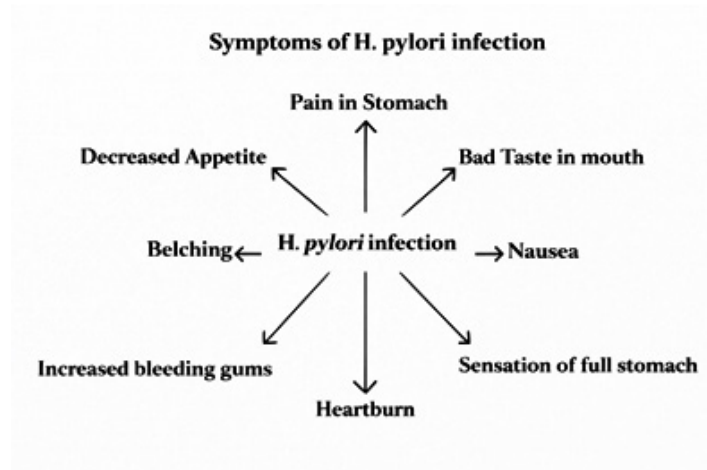 Symptoms of H. pylori infection
Pain in Stomach
Decreased Appetite
Bad Taste in mouth
Belching
H. pylori infection
Nausea
Increased bleeding gums
Sensation of full stomach
Heartburn